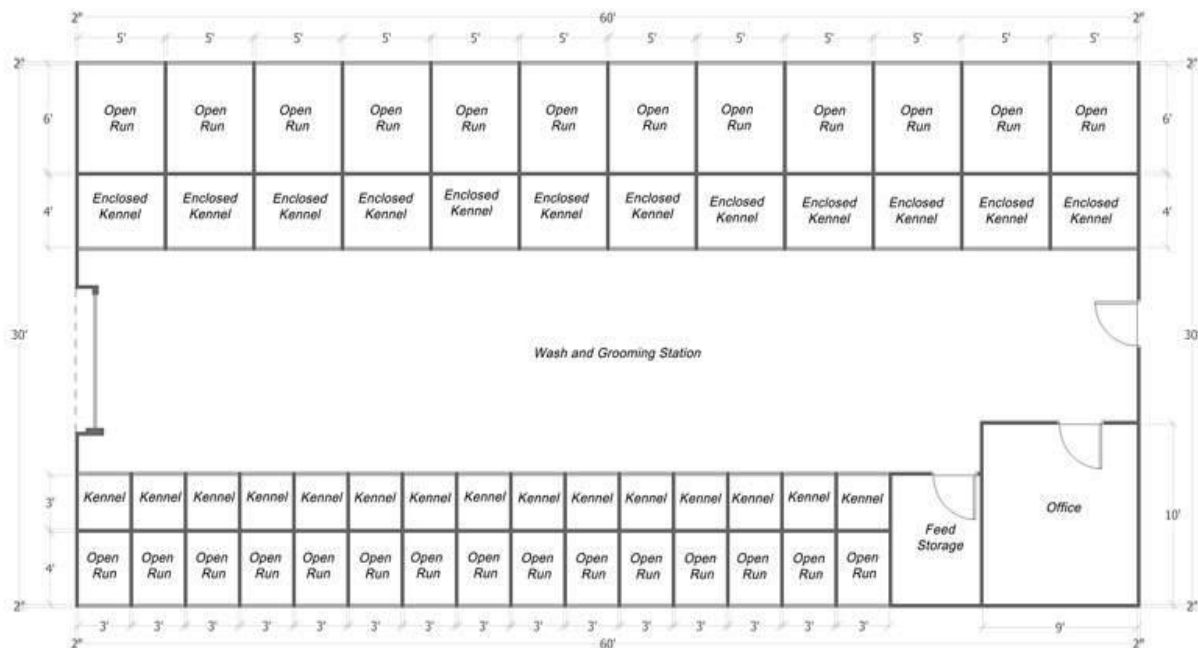 2" 60' 2"
5' 5' 5' 5' 5' 5' 5' 5' 5' 5' 5' 5'
2" 2"
Open Open Open Open Open Open Open Open Open Open Open Open
6' Run Run Run Run Run Run Run Run Run Run Run Run 6'
Enclosed Enclosed Enclosed Enclosed Enclosed Enclosed Enclosed Enclosed Enclosed Enclosed Enclosed Enclosed
4' Kennel Kennel Kennel Kennel Kennel Kennel Kennel Kennel Kennel Kennel Kennel Kennel 4'
30' 30'
Wash and Grooming Station
3' Kennel Kennel Kennel Kennel Kennel Kennel Kennel Kennel Kennel Kennel Kennel Kennel Kennel Kennel Kennel
Office
10'
Feed
Storage
Open Open Open Open Open Open Open Open Open Open Open Open Open Open Open
4' Run Run Run Run Run Run Run Run Run Run Run Run Run Run Run
2" 2"
3' 3' 3' 3' 3' 3' 3' 3' 3' 3' 3' 3' 3' 3' 3' 9'
2" 60' 2"